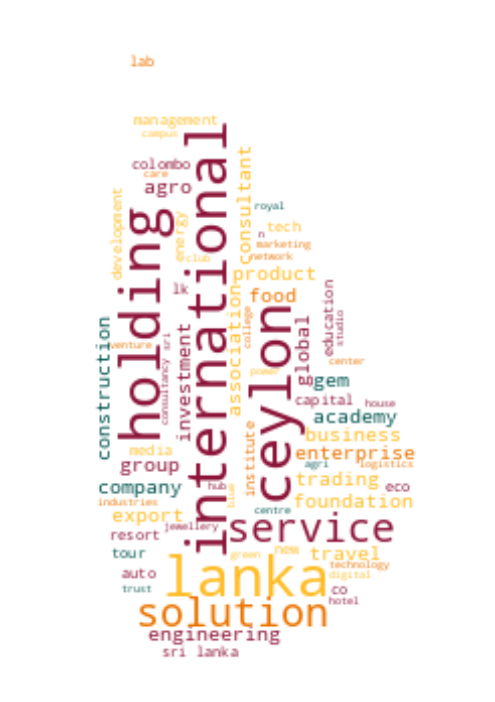 lab
management
campus
international
colombo
care
agro
consultant
development
holding
energy
royal
tech
n
marketing
network
club
product
lk
food
association
college
education
studio
ceylon
global
construction
venture
consultancy sri
investment
center
power
gem
capital
house
academy
business
institute
enterprise
media
group
agri
logistics
trading
eco
company
hub
blue
foundation
industries
export
centre
jewellery
service
resort
tour
green
new
travel
technology
digital
auto
lanka
trust
co
hotel
solution
engineering
sri lanka